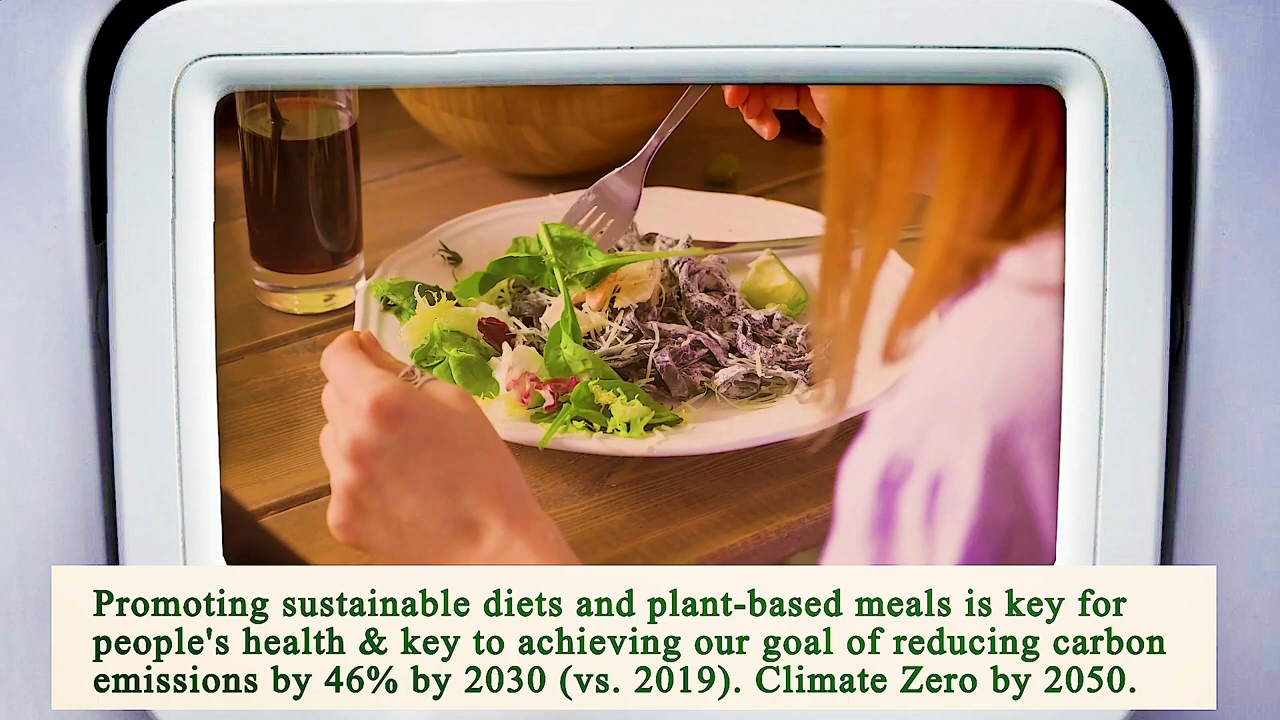 Promoting sustainable diets and plant-based meals is key for
people's health & key to achieving our goal of reducing carbon
emissions by 46% by 2030 (vs. 2019). Climate Zero by 2050.